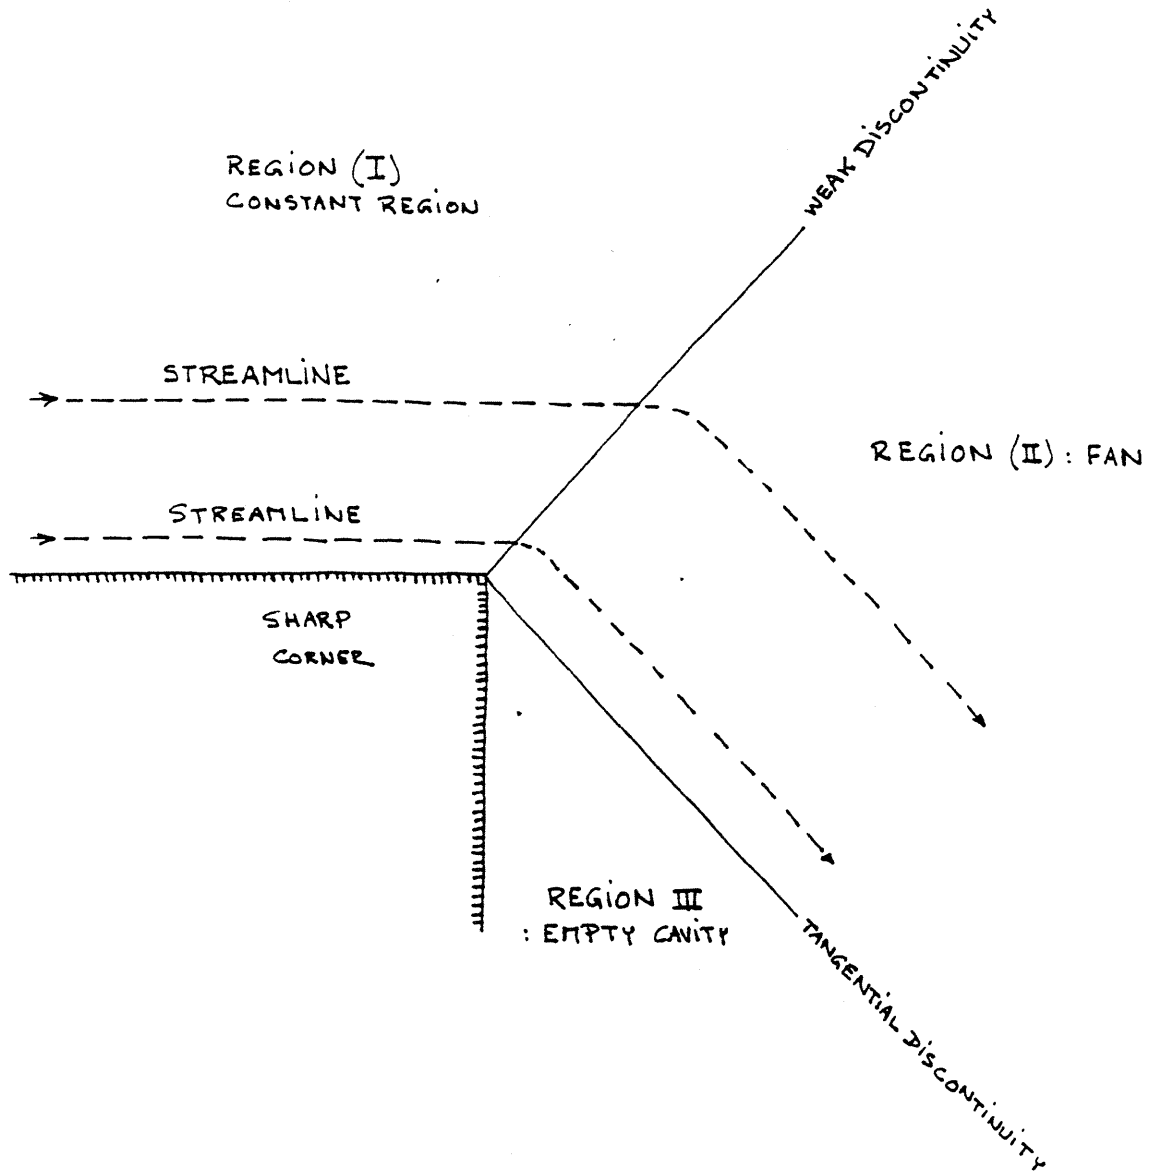 WEAK DISCONTINUITY
REGiON (I)
CONSTANT REGiON
STREAMLiNE
REGiON (II) : FAN
STREAMLiNE
SHARP
CORNER
REGiON III
: EMPTY CAViTY
TANGENTiAL DiSCONTiNUiTY